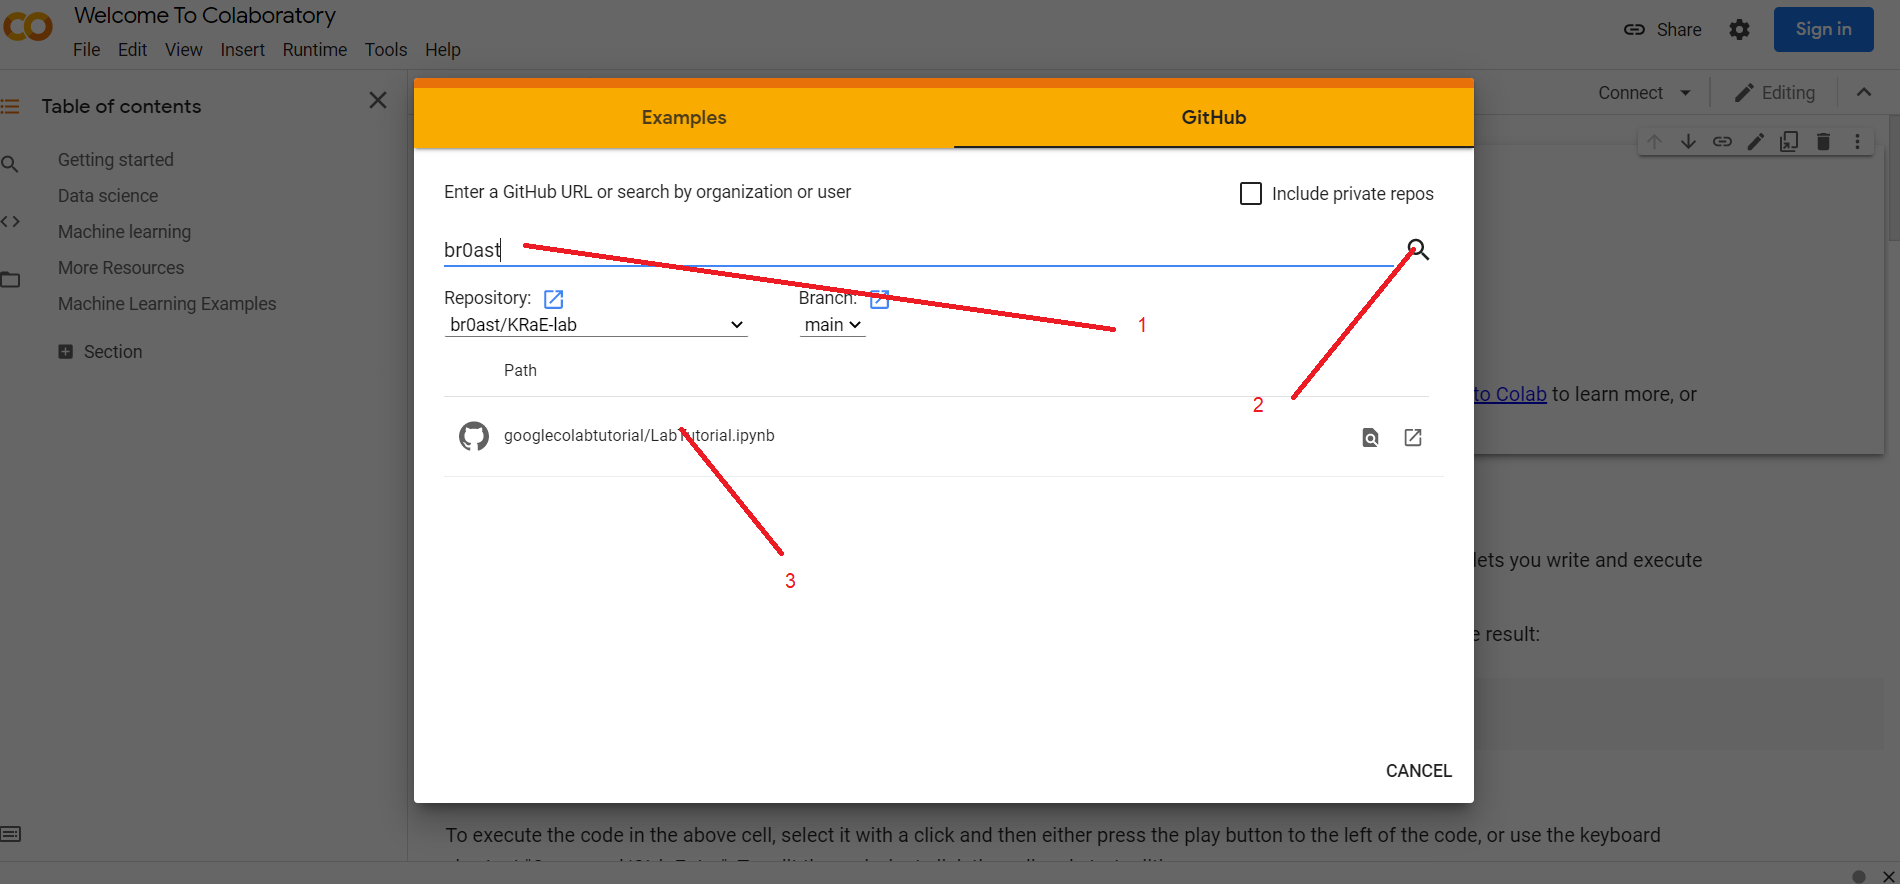 Welcome To Colaboratory
File Edit View Insert Runtime Tools Help
Share
Sign in
Table of contents
Connect
Editing
Getting started
Data science
Machine learning
More Resources
Machine Learning Examples
Section
Examples
GitHub
Enter a GitHub URL or search by organization or user
Include private repos
br0ast
Repository:
Branch:
br0ast/KRaE-lab
main
1
Path
2
googlecolabtutorial/LabTutorial.ipynb
3
CANCEL
to Colab to learn more, or
lets you write and execute
e result:
To execute the code in the above cell, select it with a click and then either press the play button to the left of the code, or use the keyboard